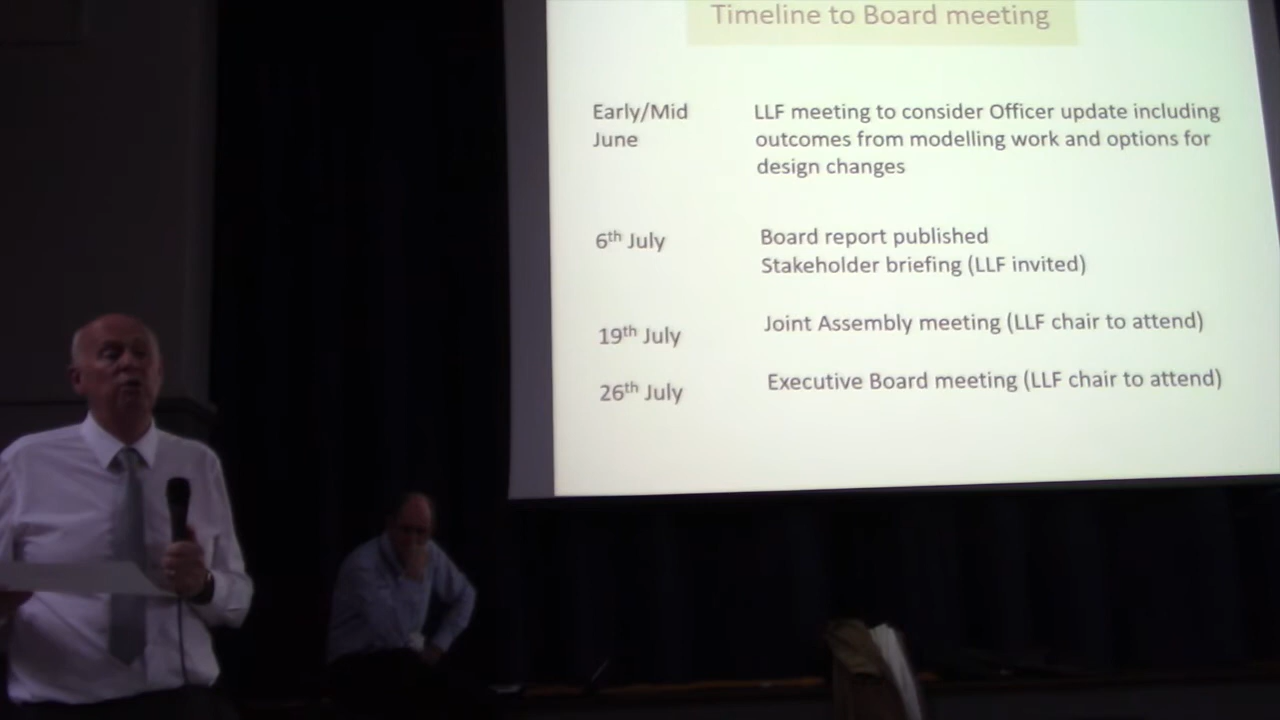 Timeline to Board meeting
Early/Mid
June
LLF meeting to consider Officer update including
outcomes from modelling work and options for
design changes
6th July
Board report published
Stakeholder briefing (LLF invited)
19th July
Joint Assembly meeting (LLF chair to attend)
26th July
Executive Board meeting (LLF chair to attend)